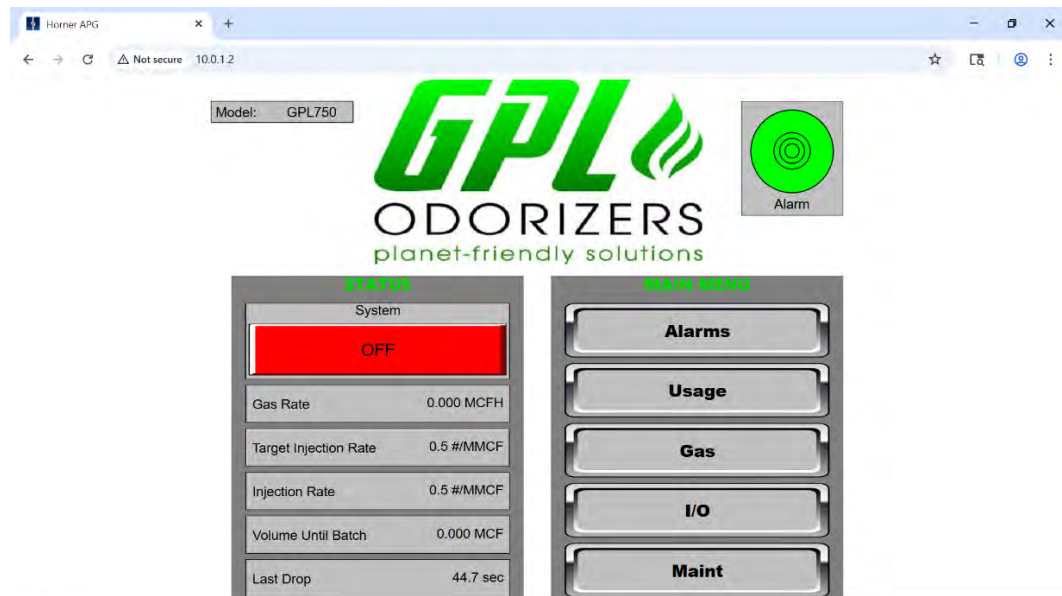 Horner APG
Not secure 10.0.1.2
Model: GPL750
GPL
ODORIZERS
planet-friendly solutions
Alarm
STATUS
System
OFF
Gas Rate 0.000 MCFH
Target Injection Rate 0.5 #/MMCF
Injection Rate 0.5 #/MMCF
Volume Until Batch 0.000 MCF
Last Drop 44.7 sec
MAIN MENU
Alarms
Usage
Gas
I/O
Maint